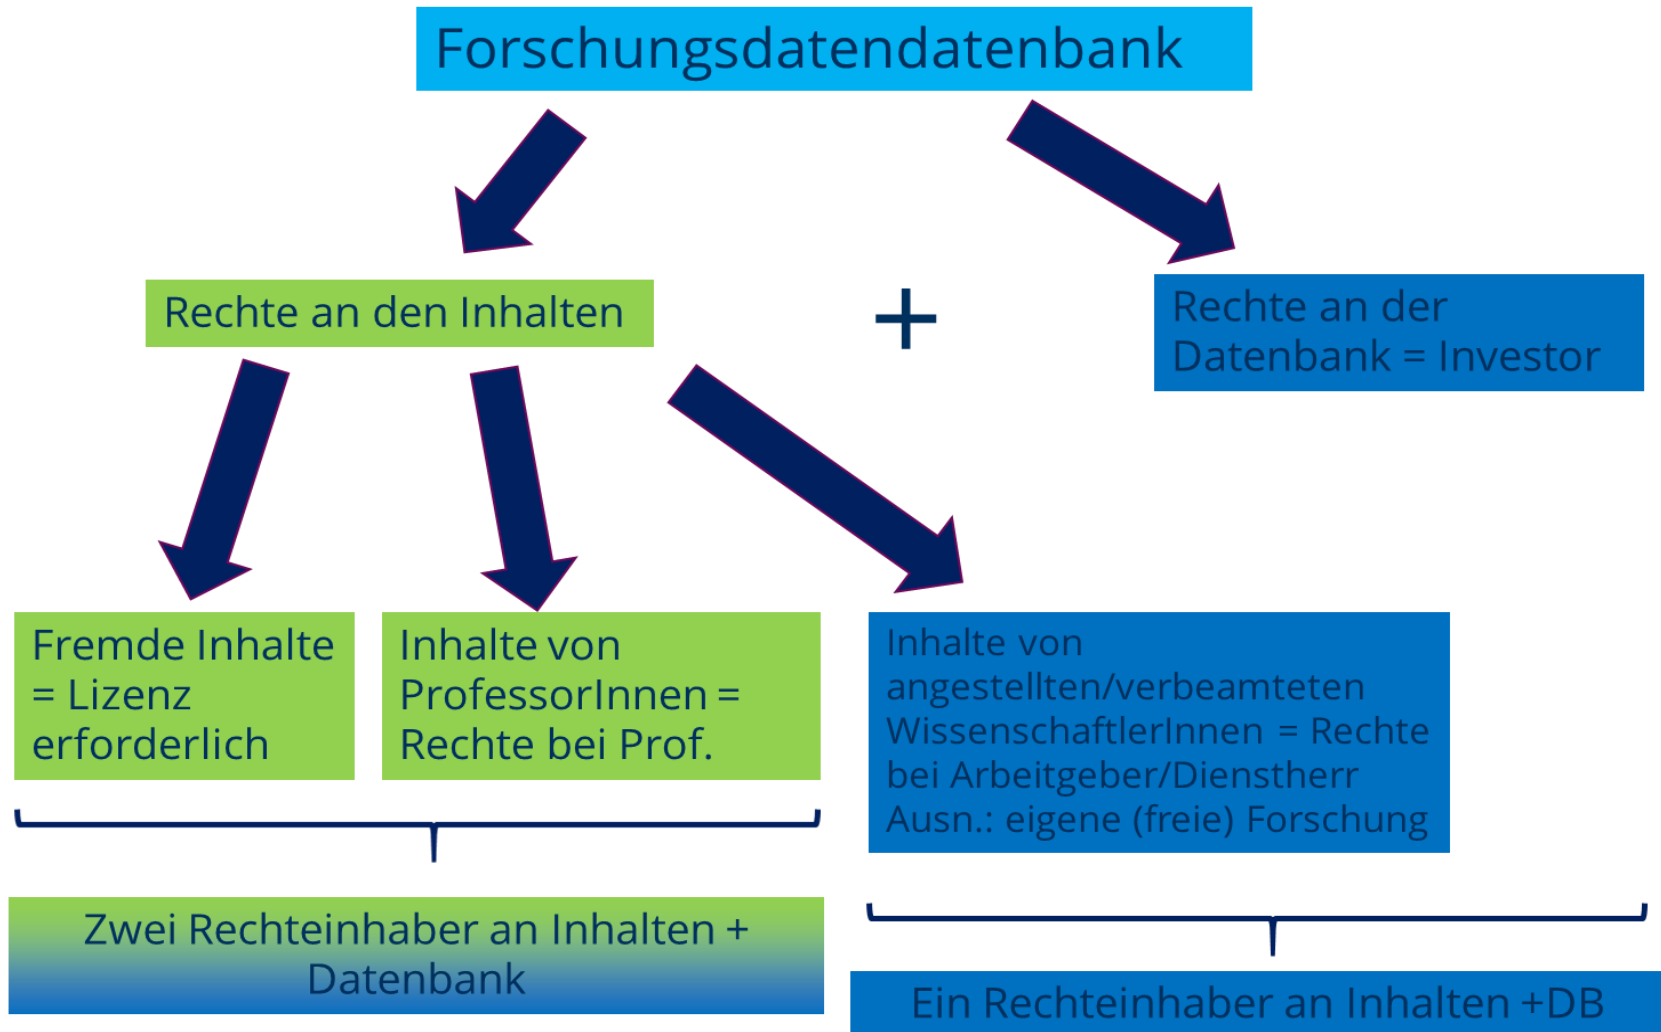 Forschungsdatendatenbank
Rechte an den Inhalten
+
Rechte an der
Datenbank = Investor
Fremde Inhalte
= Lizenz
erforderlich
Inhalte von
ProfessorInnen =
Rechte bei Prof.
Inhalte von
angestellten/verbeamteten
WissenschaftlerInnen = Rechte
bei Arbeitgeber/Dienstherr
Ausn.: eigene (freie) Forschung
Zwei Rechteinhaber an Inhalten +
Datenbank
Ein Rechteinhaber an Inhalten +DB